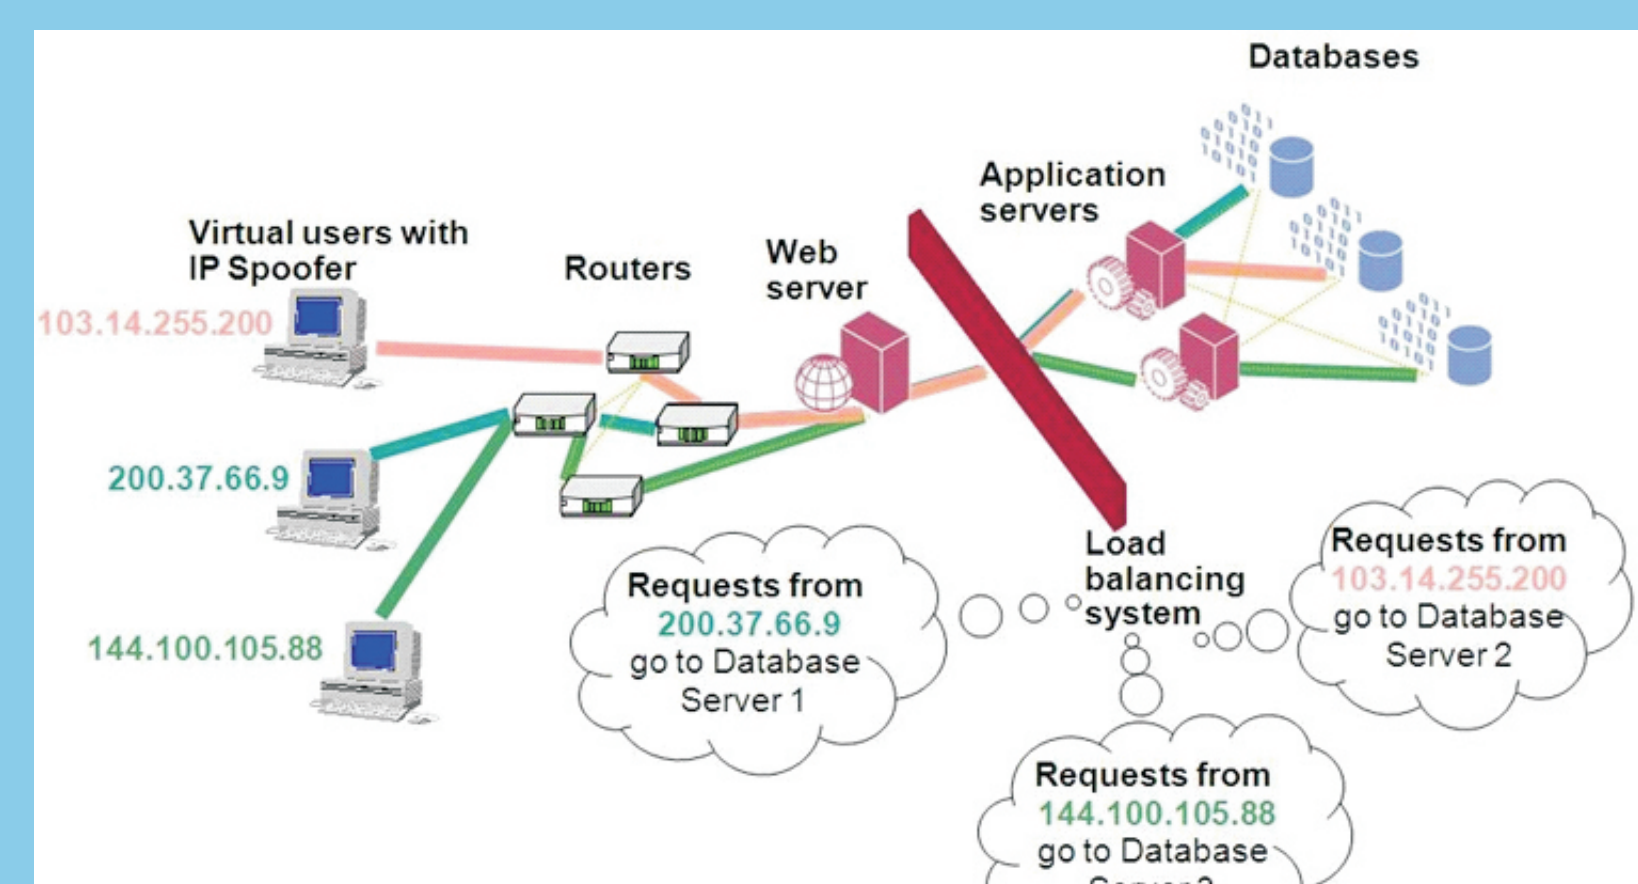 Databases
Application
servers
Virtual users with
IP Spoofer
Routers
Web
server
103.14.255.200
200.37.66.9
144.100.105.88
Load
balancing
system
Requests from
200.37.66.9
go to Database
Server 1
Requests from
103.14.255.200
go to Database
Server 2
Requests from
144.100.105.88
go to Database